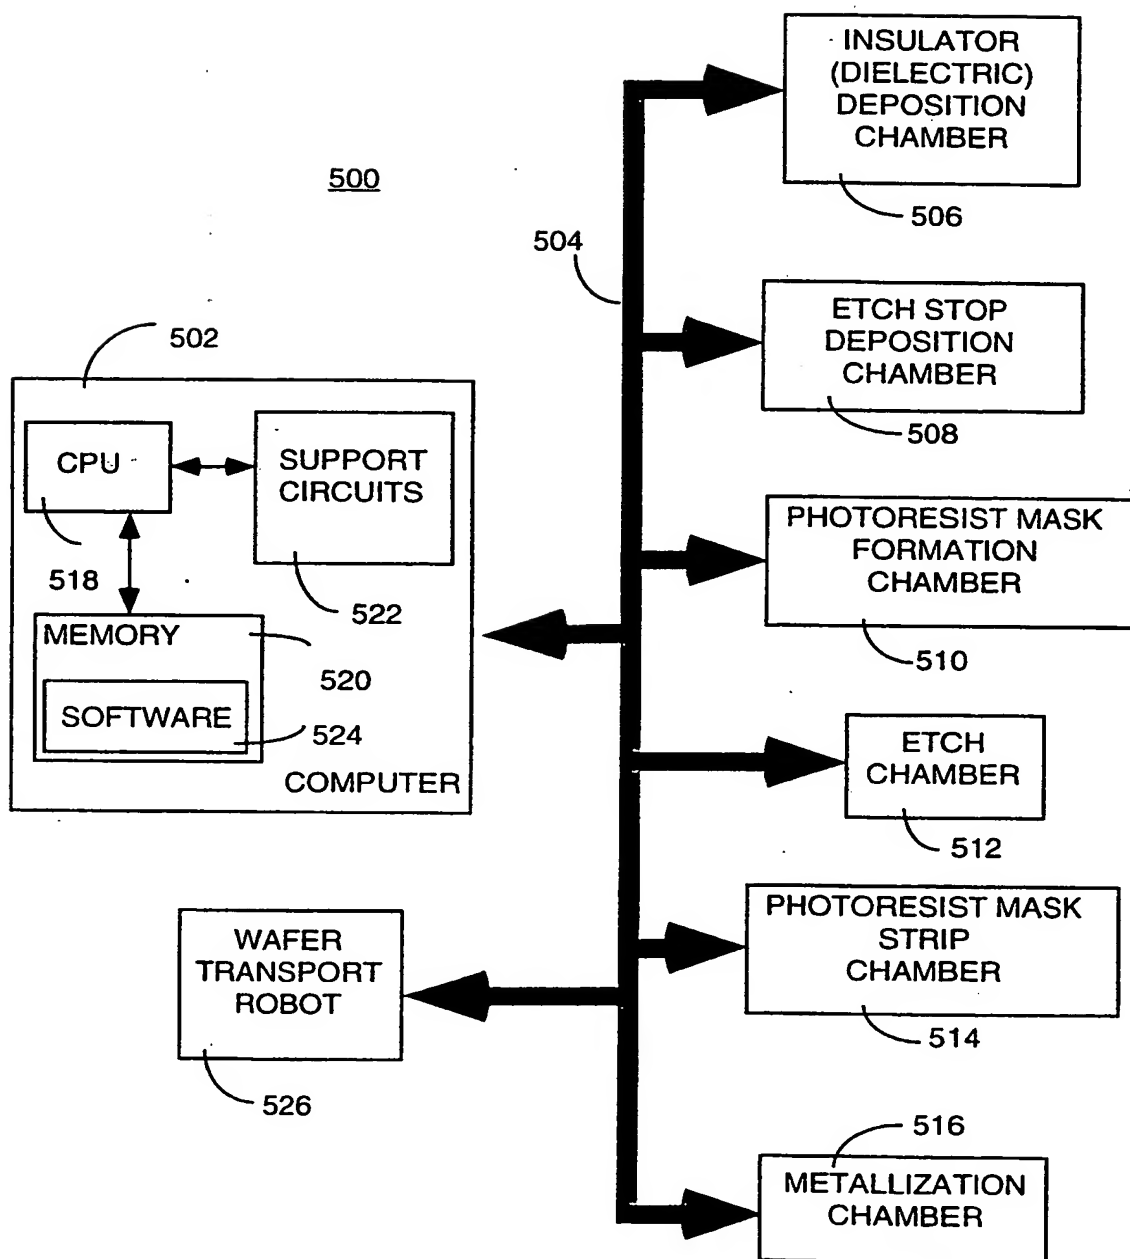 INSULATOR
(DIELECTRIC)
DEPOSITION
CHAMBER
506
500
504
ETCH STOP
DEPOSITION
CHAMBER
508
502
CPU
518
SUPPORT
CIRCUITS
522
MEMORY
520
SOFTWARE
524
COMPUTER
PHOTORESIST MASK
FORMATION
CHAMBER
510
ETCH
CHAMBER
512
PHOTORESIST MASK
STRIP
CHAMBER
514
WAFER
TRANSPORT
ROBOT
526
516
METALLIZATION
CHAMBER